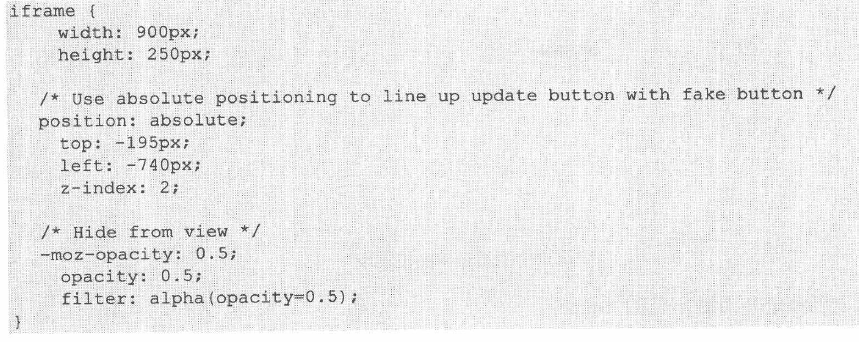 iframe {
width: 900px;
height: 250px;
/* Use absolute positioning to line up update button with fake button */
position: absolute;
top: -195px;
left: -740px;
z-index: 2;
/* Hide from view */
-moz-opacity: 0.5;
opacity: 0.5;
filter: alpha(opacity=0.5);
}